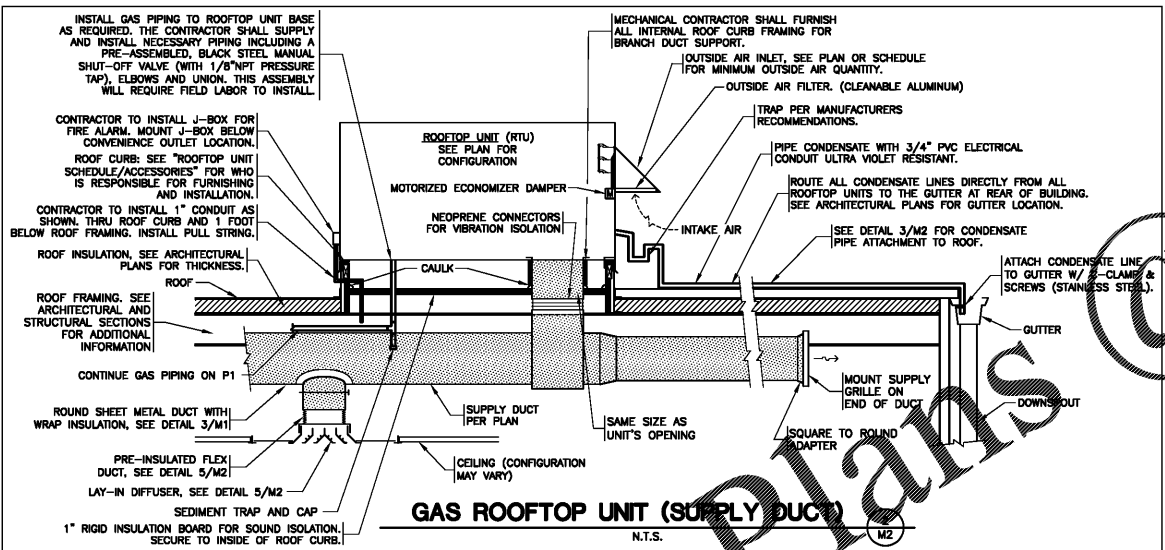 INSTALL GAS PIPING TO ROOFTOP UNIT BASE
AS REQUIRED. THE CONTRACTOR SHALL SUPPLY
AND INSTALL NECESSARY PIPING INCLUDING A
PRE-ASSEMBLED, BLACK STEEL MANUAL
SHUT-OFF VALVE (WITH 1/8"NPT PRESSURE
TAP), ELBOWS AND UNION. THIS ASSEMBLY
WILL REQUIRE FIELD LABOR TO INSTALL.
CONTRACTOR TO INSTALL J-BOX FOR
FIRE ALARM. MOUNT J-BOX BELOW
CONVENIENCE OUTLET LOCATION.
ROOF CURB: SEE "ROOFTOP UNIT
SCHEDULE/ACCESSORIES" FOR WHO
IS RESPONSIBLE FOR FURNISHING
AND INSTALLATION.
CONTRACTOR TO INSTALL 1" CONDUIT AS
SHOWN. THRU ROOF CURB AND 1 FOOT
BELOW ROOF FRAMING. INSTALL PULL STRING.
ROOF INSULATION, SEE ARCHITECTURAL
PLANS FOR THICKNESS.
ROOF
ROOF FRAMING. SEE
ARCHITECTURAL AND
STRUCTURAL SECTIONS
FOR ADDITIONAL
INFORMATION
CONTINUE GAS PIPING ON P1
ROUND SHEET METAL DUCT WITH
WRAP INSULATION, SEE DETAIL 3/M1
PRE-INSULATED FLEX
DUCT, SEE DETAIL 5/M2
LAY-IN DIFFUSER, SEE DETAIL 5/M2
SEDIMENT TRAP AND CAP
1" RIGID INSULATION BOARD FOR SOUND ISOLATION.
SECURE TO INSIDE OF ROOF CURB.
ROOFTOP UNIT (RTU)
SEE PLAN FOR
CONFIGURATION
MOTORIZED ECONOMIZER DAMPER
M
NEOPRENE CONNECTORS
FOR VIBRATION ISOLATION
CAULK
SUPPLY DUCT
PER PLAN
CEILING (CONFIGURATION
MAY VARY)
SAME SIZE AS
UNIT'S OPENING
MECHANICAL CONTRACTOR SHALL FURNISH
ALL INTERNAL ROOF CURB FRAMING FOR
BRANCH DUCT SUPPORT.
OUTSIDE AIR INLET, SEE PLAN OR SCHEDULE
FOR MINIMUM OUTSIDE AIR QUANTITY.
OUTSIDE AIR FILTER. (CLEANABLE ALUMINUM)
TRAP PER MANUFACTURERS
RECOMMENDATIONS.
PIPE CONDENSATE WITH 3/4" PVC ELECTRICAL
CONDUIT ULTRA VIOLET RESISTANT.
ROUTE ALL CONDENSATE LINES DIRECTLY FROM ALL
ROOFTOP UNITS TO THE GUTTER AT REAR OF BUILDING.
SEE ARCHITECTURAL PLANS FOR GUTTER LOCATION.
INTAKE AIR
SEE DETAIL 3/M2 FOR CONDENSATE
PIPE ATTACHMENT TO ROOF.
ATTACH CONDENSATE LINE
TO GUTTER W/ C-CLAMP &
SCREWS (STAINLESS STEEL).
GUTTER
MOUNT SUPPLY
GRILLE ON
END OF DUCT
DOWNSPOUT
SQUARE TO ROUND
ADAPTER
GAS ROOFTOP UNIT (SUPPLY DUCT)
N.T.S.
M2
Plans ©